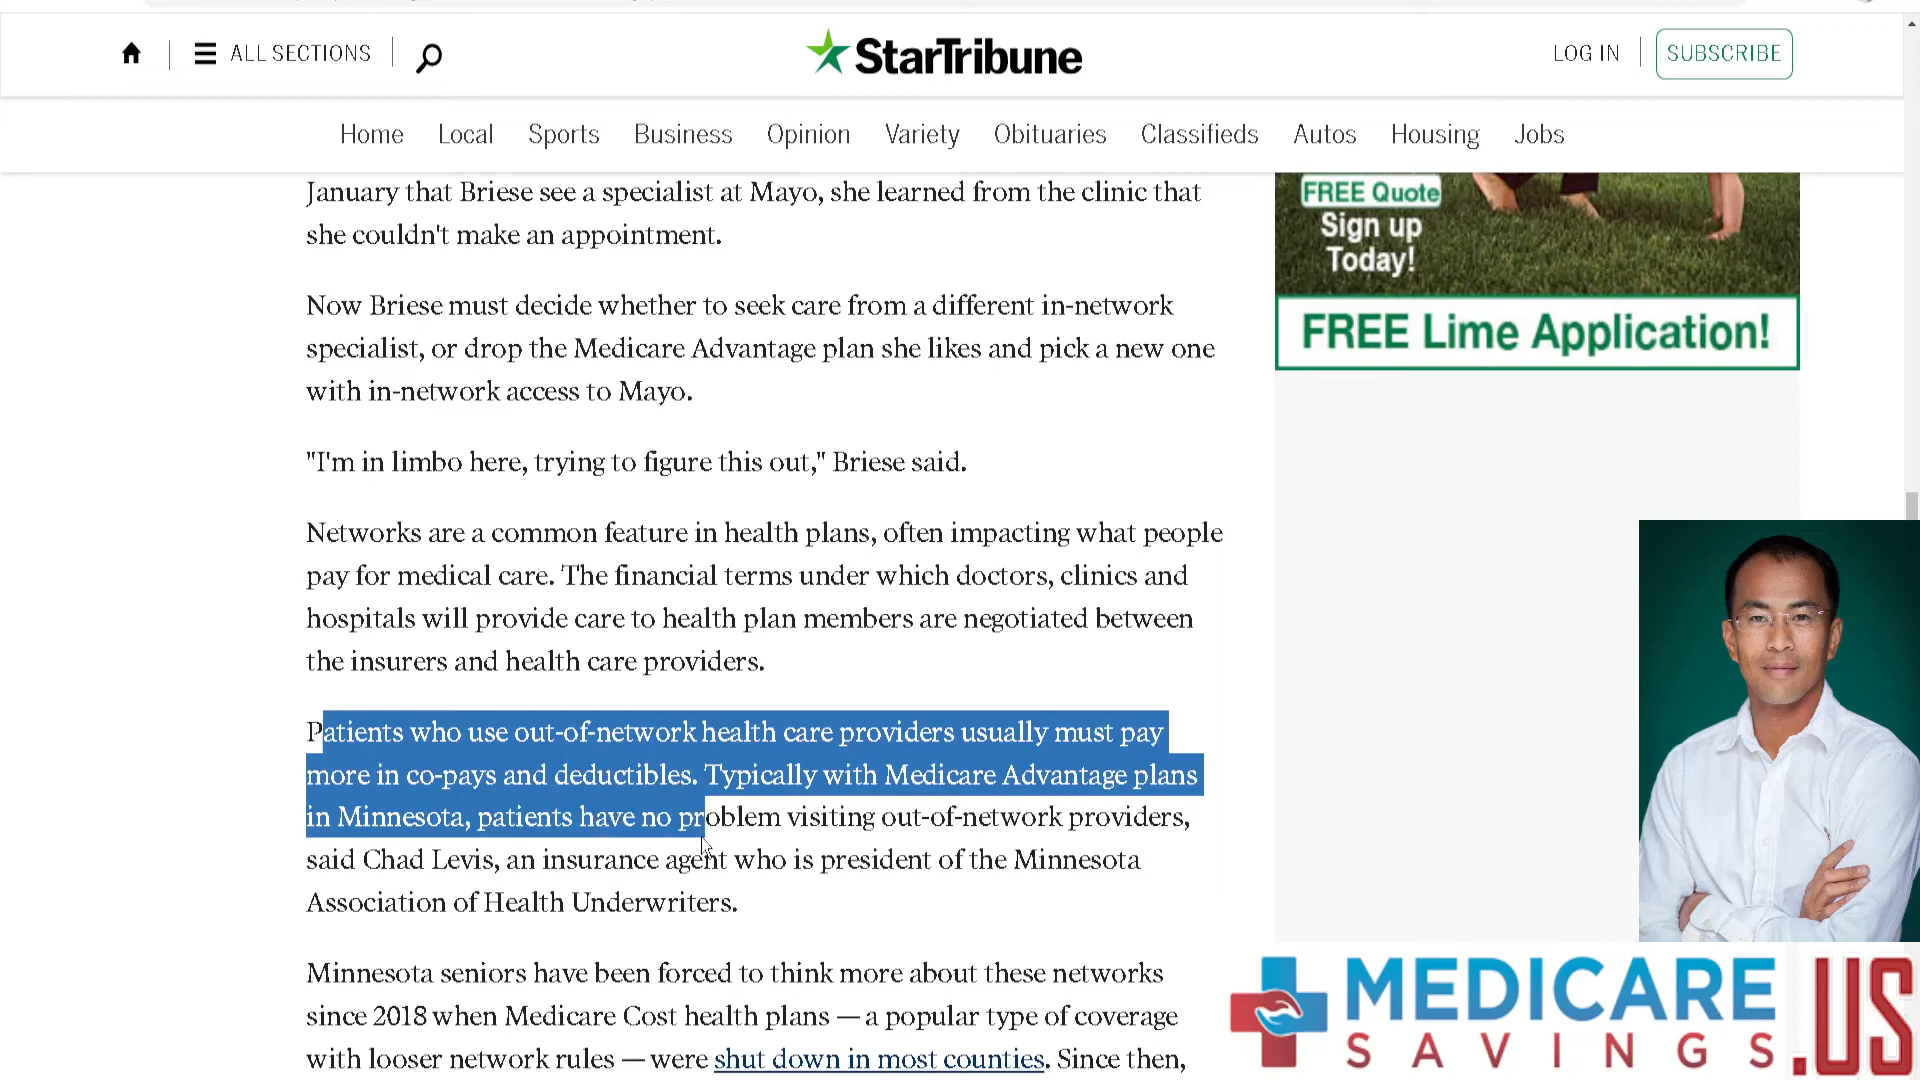 ALL SECTIONS
StarTribune
LOG IN
SUBSCRIBE
Home Local Sports Business Opinion Variety Obituaries Classifieds Autos Housing Jobs
January that Briese see a specialist at Mayo, she learned from the clinic that
she couldn't make an appointment.
Now Briese must decide whether to seek care from a different in-network
specialist, or drop the Medicare Advantage plan she likes and pick a new one
with in-network access to Mayo.
"I'm in limbo here, trying to figure this out," Briese said.
Networks are a common feature in health plans, often impacting what people
pay for medical care. The financial terms under which doctors, clinics and
hospitals will provide care to health plan members are negotiated between
the insurers and health care providers.
Patients who use out-of-network health care providers usually must pay
more in co-pays and deductibles. Typically with Medicare Advantage plans
in Minnesota, patients have no problem visiting out-of-network providers,
said Chad Levis, an insurance agent who is president of the Minnesota
Association of Health Underwriters.
Minnesota seniors have been forced to think more about these networks
since 2018 when Medicare Cost health plans — a popular type of coverage
with looser network rules — were shut down in most counties. Since then,
FREE Quote
Sign up
Today!
FREE Lime Application!
MEDICARE
SAVINGS
.US